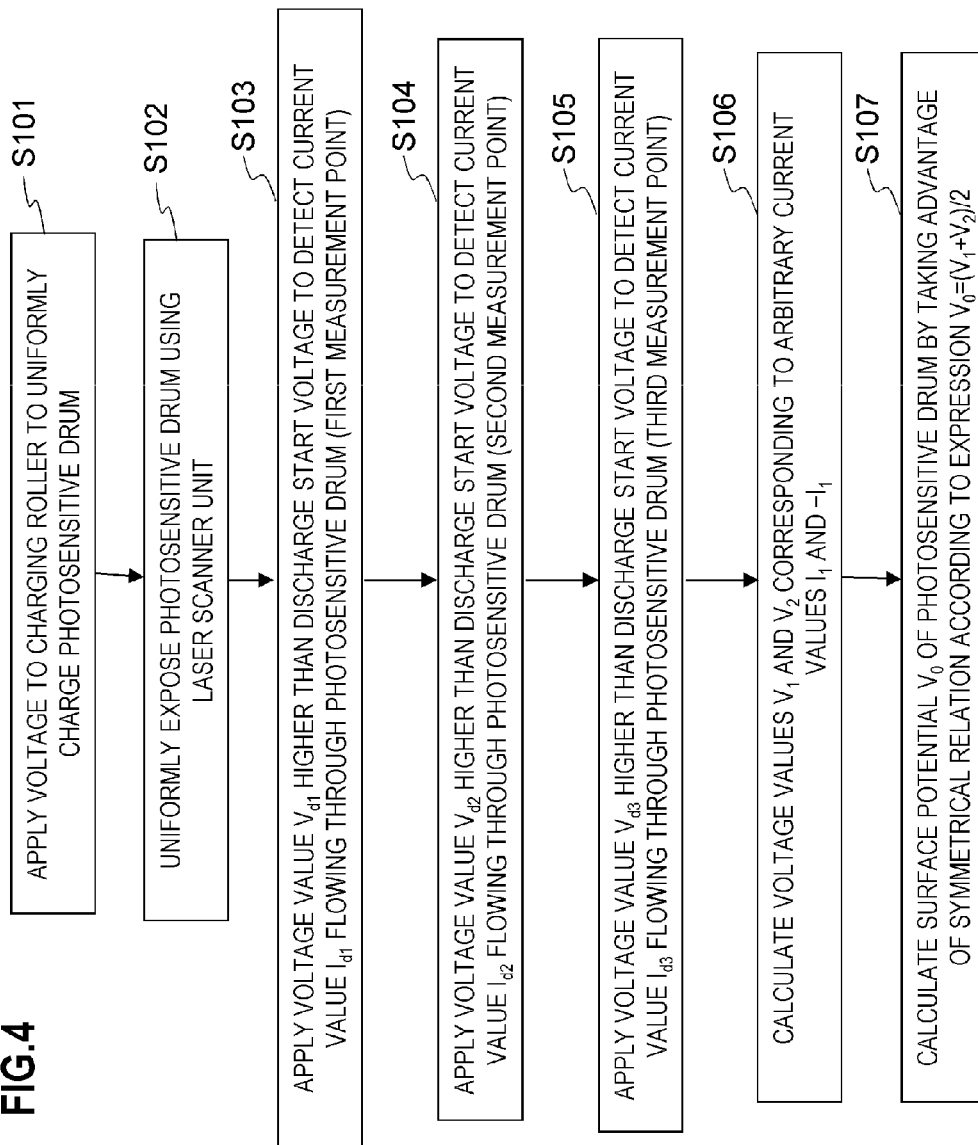 FIG.4
S101
APPLY VOLTAGE TO CHARGING ROLLER TO UNIFORMLY
CHARGE PHOTOSENSITIVE DRUM
S102
UNIFORMLY EXPOSE PHOTOSENSITIVE DRUM USING
LASER SCANNER UNIT
S103
APPLY VOLTAGE VALUE V_d1 HIGHER THAN DISCHARGE START VOLTAGE TO DETECT CURRENT
VALUE I_d1 FLOWING THROUGH PHOTOSENSITIVE DRUM (FIRST MEASUREMENT POINT)
S104
APPLY VOLTAGE VALUE V_d2 HIGHER THAN DISCHARGE START VOLTAGE TO DETECT CURRENT
VALUE I_d2 FLOWING THROUGH PHOTOSENSITIVE DRUM (SECOND MEASUREMENT POINT)
S105
APPLY VOLTAGE VALUE V_d3 HIGHER THAN DISCHARGE START VOLTAGE TO DETECT CURRENT
VALUE I_d3 FLOWING THROUGH PHOTOSENSITIVE DRUM (THIRD MEASUREMENT POINT)
S106
CALCULATE VOLTAGE VALUES V₁ AND V₂ CORRESPONDING TO ARBITRARY CURRENT
VALUES I₁ AND −I₁
S107
CALCULATE SURFACE POTENTIAL V₀ OF PHOTOSENSITIVE DRUM BY TAKING ADVANTAGE
OF SYMMETRICAL RELATION ACCORDING TO EXPRESSION V₀=(V₁+V₂)/2